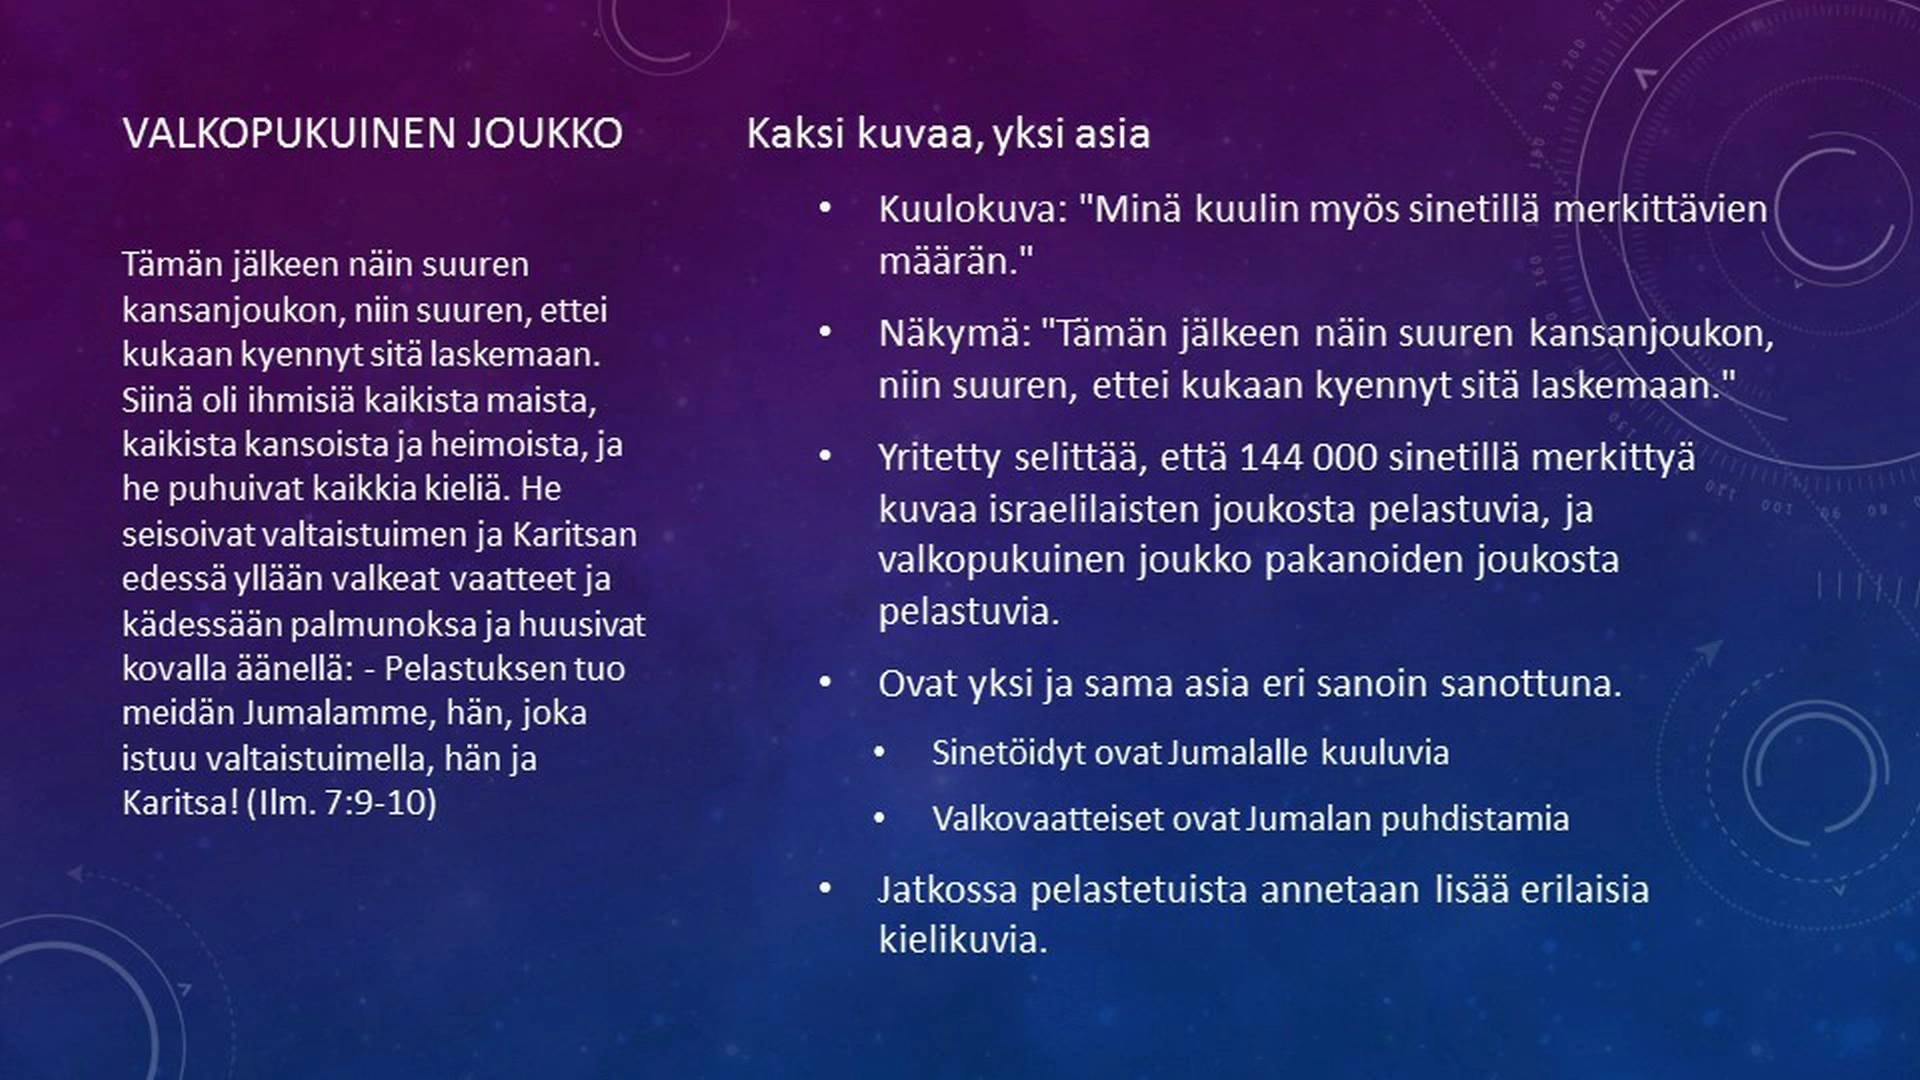 VALKOPUKUINEN JOUKKO
Tämän jälkeen näin suuren
kansanjoukon, niin suuren, ettei
kukaan kyennyt sitä laskemaan.
Siinä oli ihmisiä kaikista maista,
kaikista kansoista ja heimoista, ja
he puhuivat kaikkia kieliä. He
seisoivat valtaistuimen ja Karitsan
edessä yllään valkeat vaatteet ja
kädessään palmunoksa ja huusivat
kovalla äänellä: - Pelastuksen tuo
meidän Jumalamme, hän, joka
istuu valtaistuimella, hän ja
Karitsa! (Ilm. 7:9-10)
Kaksi kuvaa, yksi asia
• Kuulokuva: "Minä kuulin myös sinetillä merkittävien
määrän."
• Näkymä: "Tämän jälkeen näin suuren kansanjoukon,
niin suuren, ettei kukaan kyennyt sitä laskemaan."
• Yritetty selittää, että 144 000 sinetillä merkittyä
kuvaa israelilaisten joukosta pelastuvia, ja
valkopukuinen joukko pakanoiden joukosta
pelastuvia.
• Ovat yksi ja sama asia eri sanoin sanottuna.
• Sinetöidyt ovat Jumalalle kuuluvia
• Valkovaatteiset ovat Jumalan puhdistamia
• Jatkossa pelastetuista annetaan lisää erilaisia
kielikuvia.